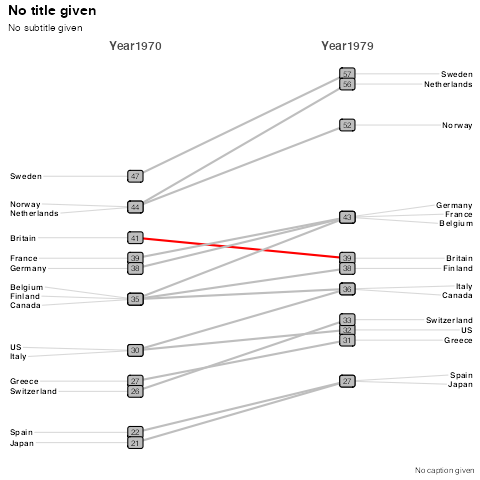 No title given
No subtitle given
Year1970 Year1979
57 Sweden
56 Netherlands
52 Norway
Sweden 47
Norway 44
Netherlands
Germany
43 France
Belgium
Britain 41
France 39
Germany 38
39 Britain
38 Finland
Belgium
Finland 35
Canada
Italy
36
Canada
33 Switzerland
32 US
31 Greece
US
30
Italy
Greece 27
Switzerland 26
Spain
27
Japan
Spain 22
Japan 21
No caption given